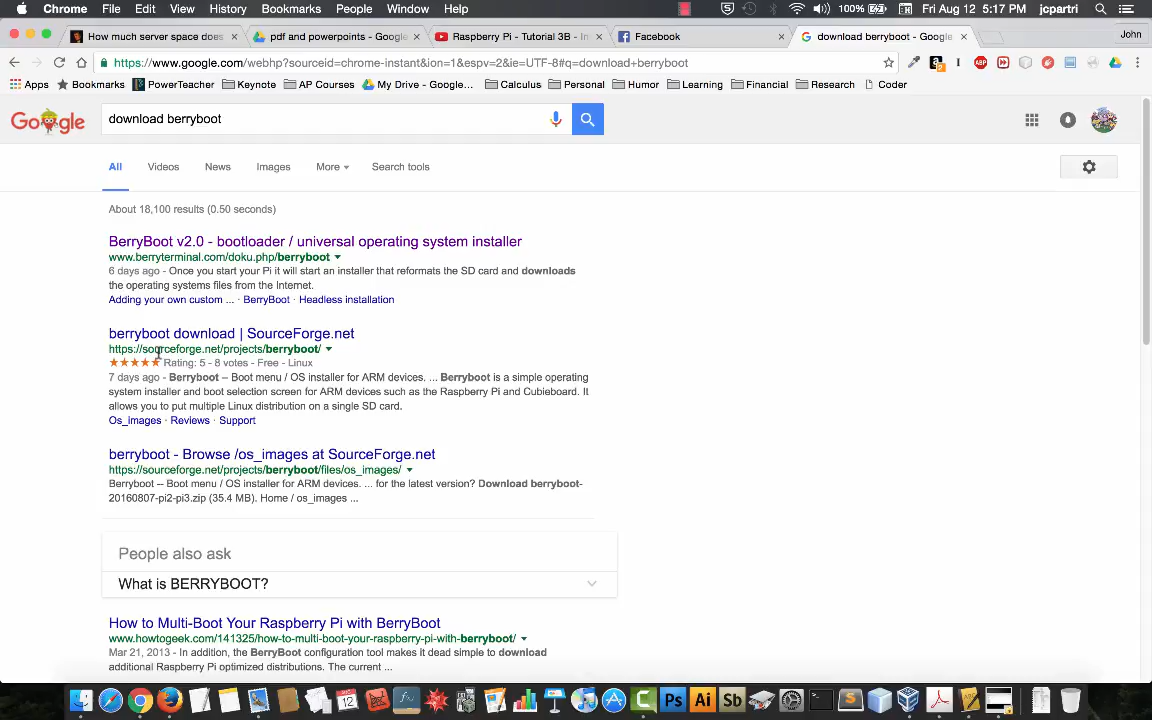 Chrome File Edit View History Bookmarks People Window Help 100% Fri Aug 12 5:17 PM jcpartri
How much server space does × pdf and powerpoints - Google × Raspberry Pi - Tutorial 3B - In × Facebook × download berryboot - Google × John
https://www.google.com/webhp?sourceid=chrome-instant&ion=1&espv=2&ie=UTF-8#q=download+berryboot
Apps Bookmarks PowerTeacher Keynote AP Courses My Drive - Google... Calculus Personal Humor Learning Financial Research Coder
Google download berryboot
All Videos News Images More Search tools
About 18,100 results (0.50 seconds)
BerryBoot v2.0 - bootloader / universal operating system installer
www.berryterminal.com/doku.php/berryboot
6 days ago - Once you start your Pi it will start an installer that reformats the SD card and downloads
the operating systems files from the Internet.
Adding your own custom ... · BerryBoot · Headless installation
berryboot download | SourceForge.net
https://sourceforge.net/projects/berryboot/
Rating: 5 - 8 votes - Free - Linux
7 days ago - Berryboot -- Boot menu / OS installer for ARM devices. ... Berryboot is a simple operating
system installer and boot selection screen for ARM devices such as the Raspberry Pi and Cubieboard. It
allows you to put multiple Linux distribution on a single SD card.
Os_images · Reviews · Support
berryboot - Browse /os_images at SourceForge.net
https://sourceforge.net/projects/berryboot/files/os_images/
Berryboot -- Boot menu / OS installer for ARM devices. ... for the latest version? Download berryboot-
20160807-pi2-pi3.zip (35.4 MB). Home / os_images ...
People also ask
What is BERRYBOOT?
How to Multi-Boot Your Raspberry Pi with BerryBoot
www.howtogeek.com/141325/how-to-multi-boot-your-raspberry-pi-with-berryboot/
Mar 21, 2013 - In addition, the BerryBoot configuration tool makes it dead simple to download
additional Raspberry Pi optimized distributions. The current ...
12 Ps Ai Sb